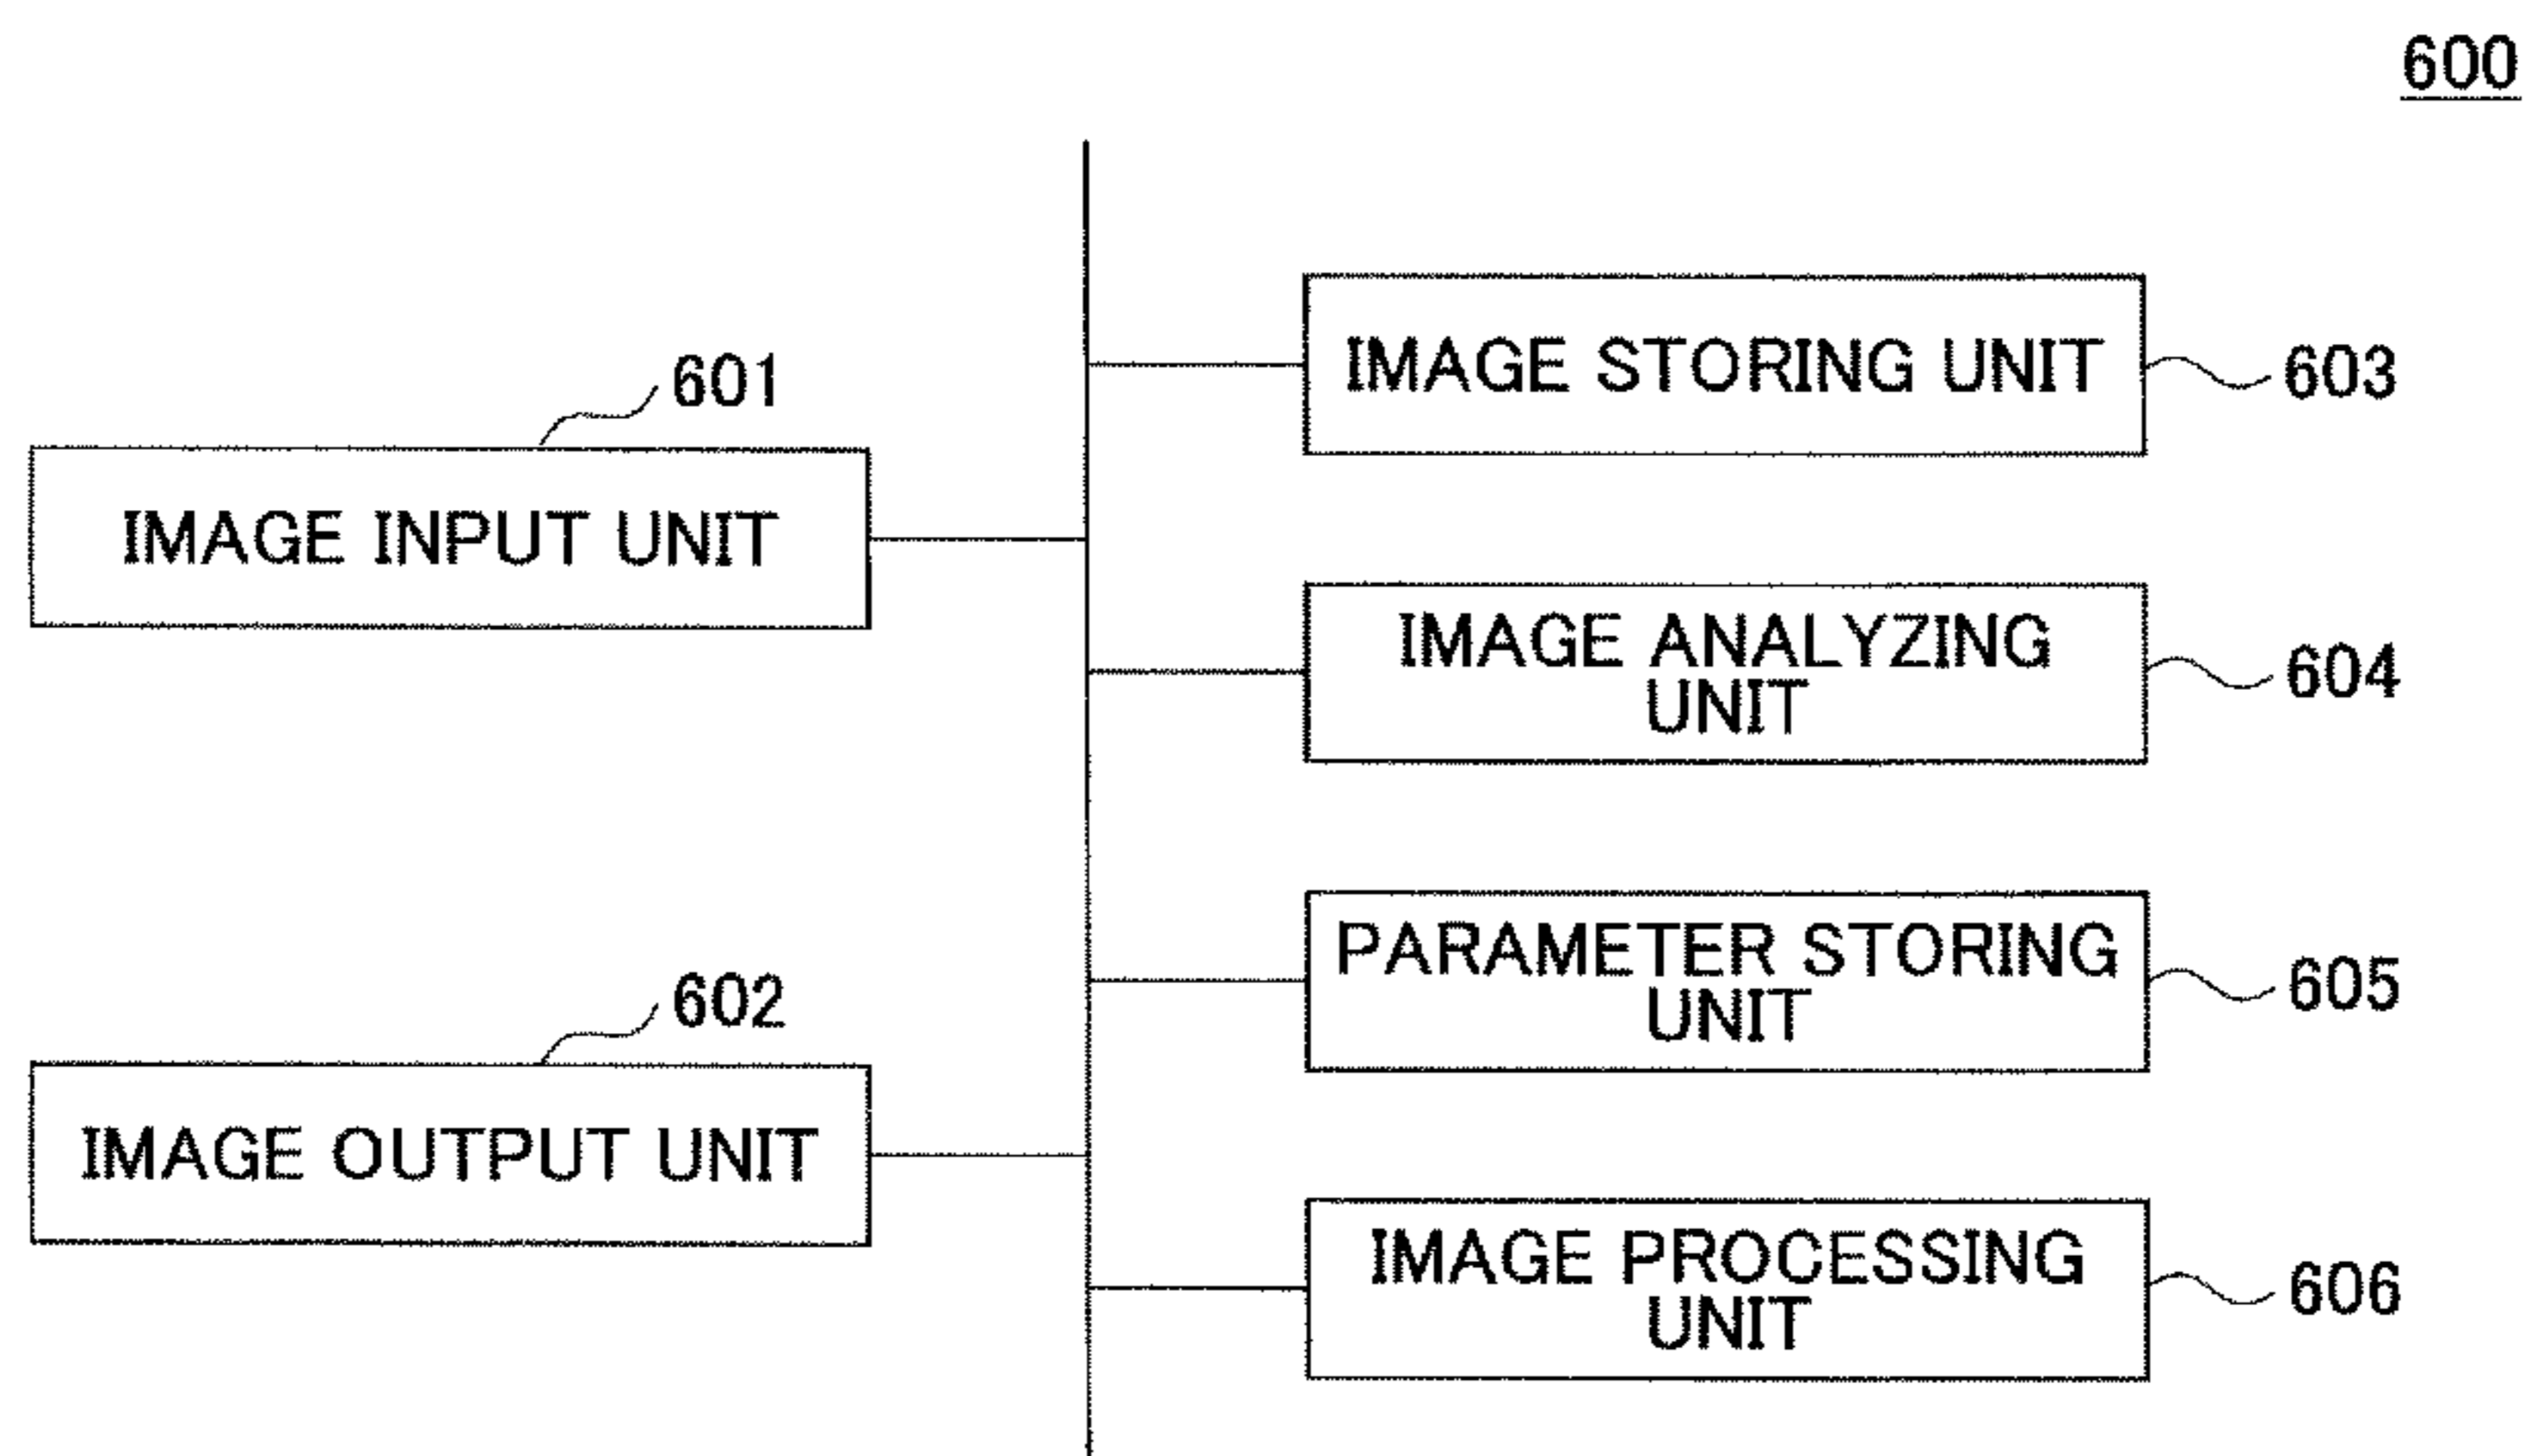 600
601
IMAGE INPUT UNIT
602
IMAGE OUTPUT UNIT
IMAGE STORING UNIT
603
IMAGE ANALYZING
UNIT
604
PARAMETER STORING
UNIT
605
IMAGE PROCESSING
UNIT
606